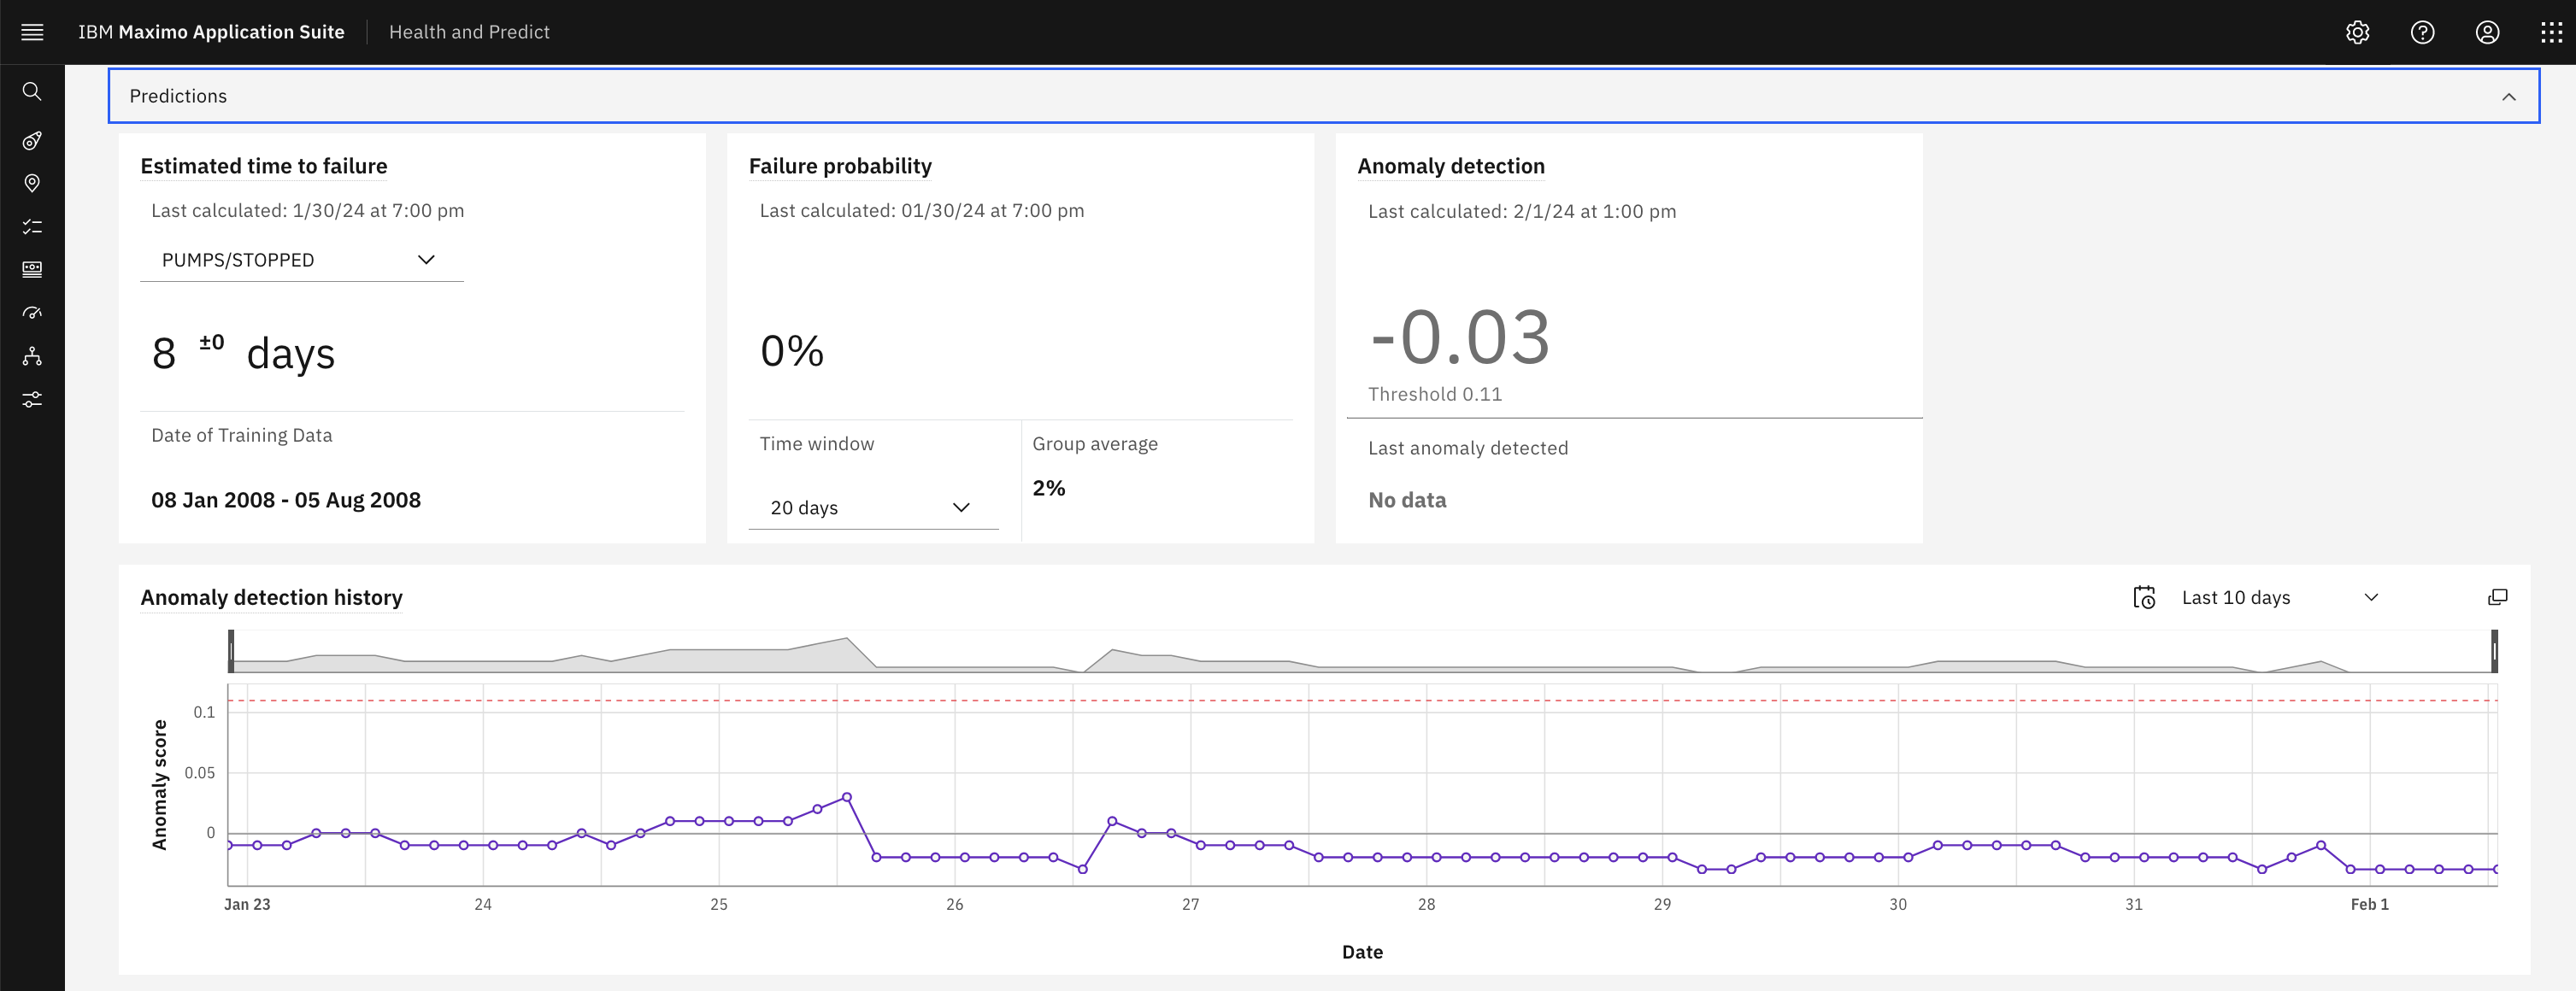 IBM Maximo Application Suite Health and Predict
Predictions
Estimated time to failure
Last calculated: 1/30/24 at 7:00 pm
PUMPS/STOPPED
8 ±0 days
Date of Training Data
08 Jan 2008 - 05 Aug 2008
Failure probability
Last calculated: 01/30/24 at 7:00 pm
0%
Time window
20 days
Group average
2%
Anomaly detection
Last calculated: 2/1/24 at 1:00 pm
-0.03
Threshold 0.11
Last anomaly detected
No data
Anomaly detection history
Last 10 days
Anomaly score
0.1
0.05
0
Jan 23 24 25 26 27 28 29 30 31 Feb 1
Date